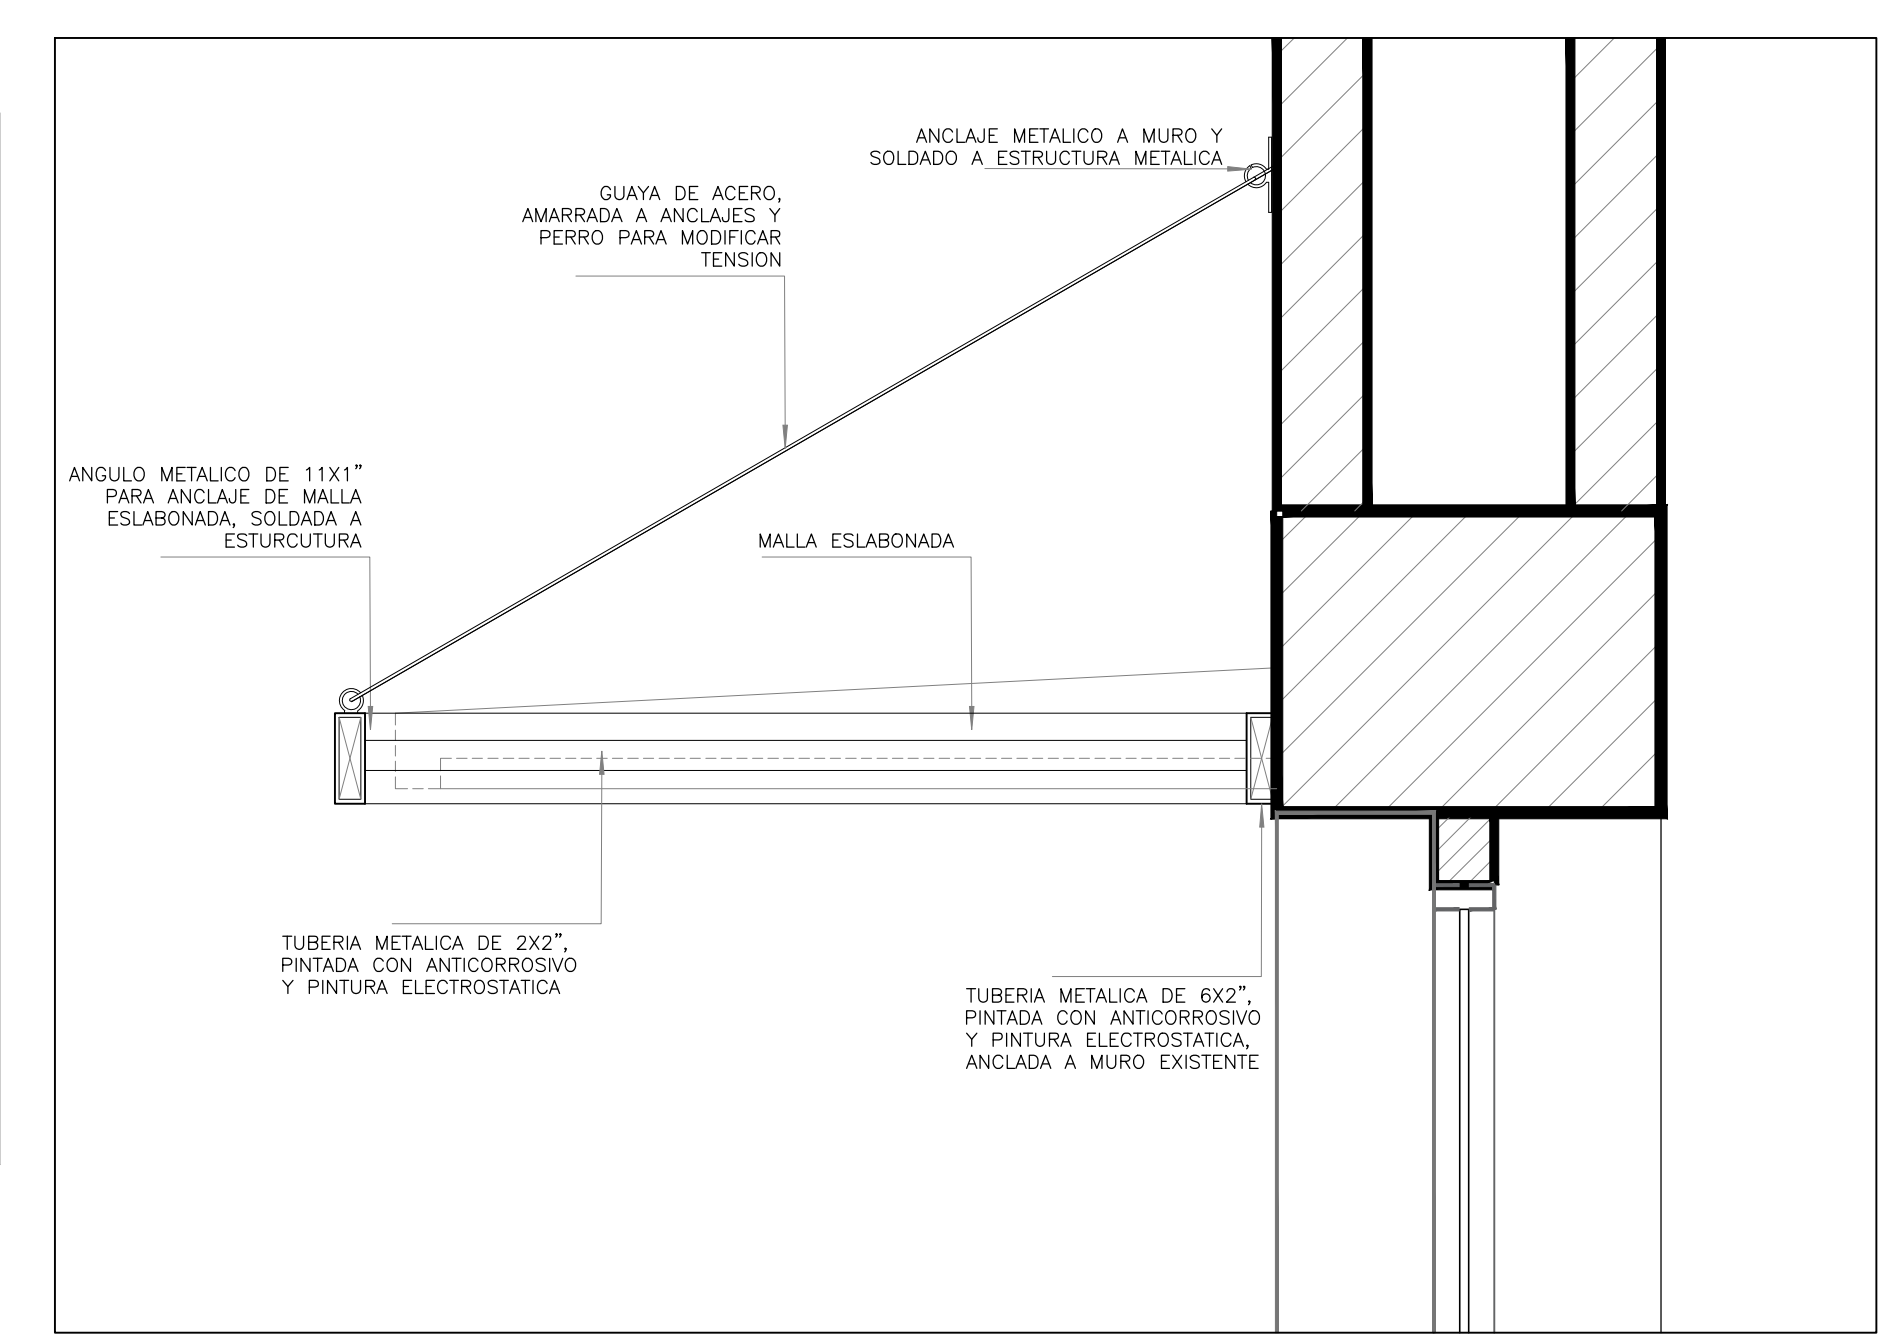 ANCLAJE METALICO A MURO Y
SOLDADO A ESTRUCTURA METALICA
GUAYA DE ACERO,
AMARRADA A ANCLAJES Y
PERRO PARA MODIFICAR
TENSION
ANGULO METALICO DE 11X1”
PARA ANCLAJE DE MALLA
ESLABONADA, SOLDADA A
ESTURCUTURA
MALLA ESLABONADA
TUBERIA METALICA DE 2X2”,
PINTADA CON ANTICORROSIVO
Y PINTURA ELECTROSTATICA
TUBERIA METALICA DE 6X2”,
PINTADA CON ANTICORROSIVO
Y PINTURA ELECTROSTATICA,
ANCLADA A MURO EXISTENTE